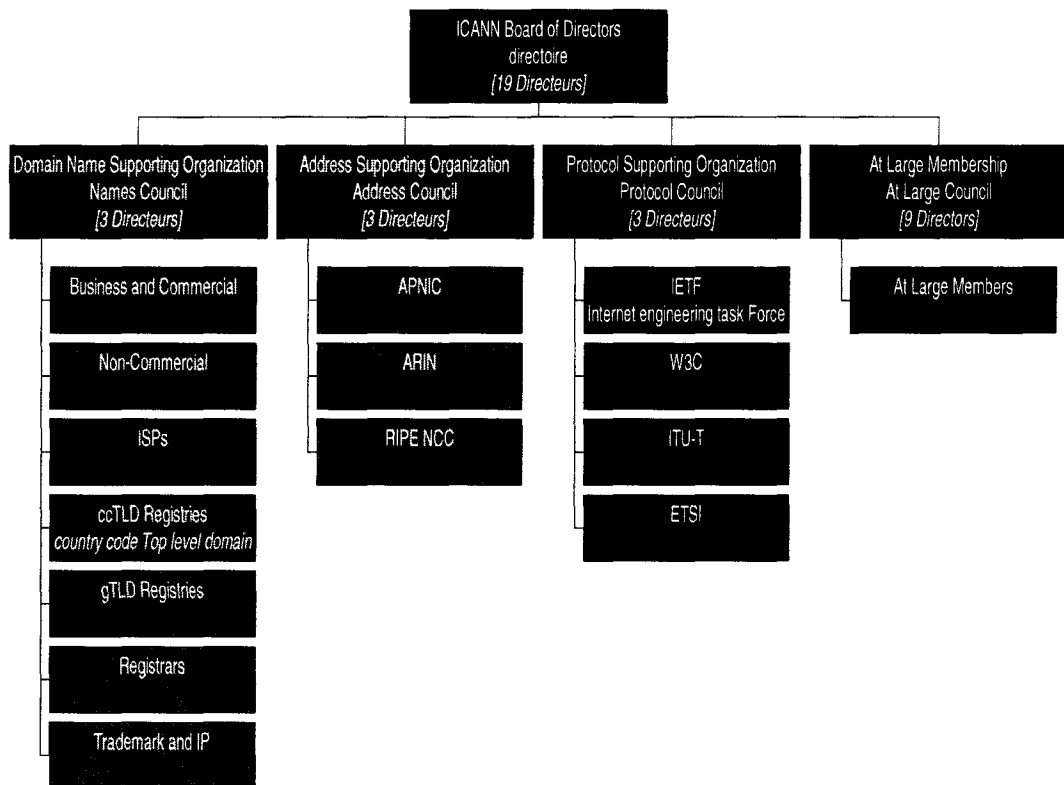 ICANN Board of Directors
directoire
[19 Directeurs]
Domain Name Supporting Organization
Names Council
[3 Directeurs]
Address Supporting Organization
Address Council
[3 Directeurs]
Protocol Supporting Organization
Protocol Council
[3 Directeurs]
At Large Membership
At Large Council
[9 Directors]
Business and Commercial
Non-Commercial
ISPs
ccTLD Registries
country code Top level domain
gTLD Registries
Registrars
Trademark and IP
APNIC
ARIN
RIPE NCC
IETF
Internet engineering task Force
W3C
ITU-T
ETSI
At Large Members